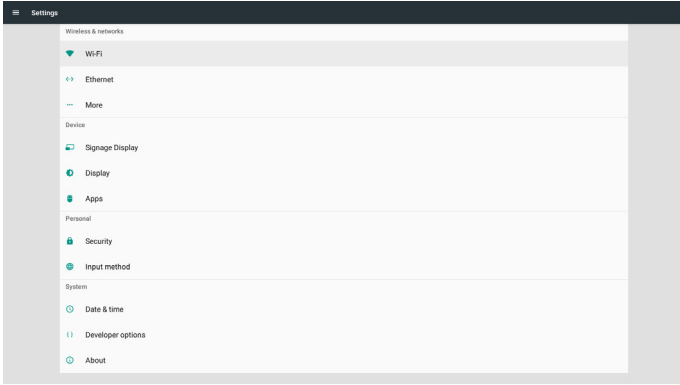 Settings
Wireless & networks
Wi-Fi
Ethernet
More
Device
Signage Display
Display
Apps
Personal
Security
Input method
System
Date & time
Developer options
About